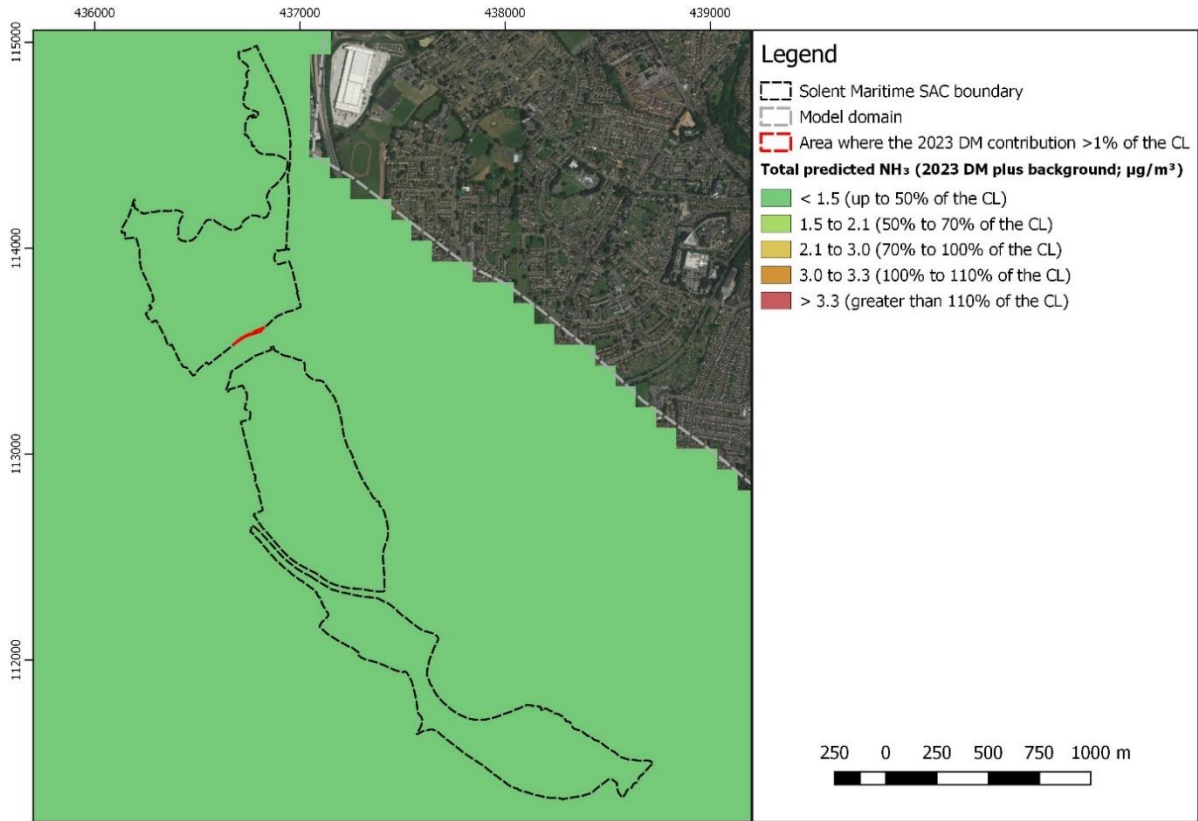 436000 437000 438000 439000
115000
114000
113000
112000
Legend
Solent Maritime SAC boundary
Model domain
Area where the 2023 DM contribution >1% of the CL
Total predicted NH₃ (2023 DM plus background; µg/m³)
< 1.5 (up to 50% of the CL)
1.5 to 2.1 (50% to 70% of the CL)
2.1 to 3.0 (70% to 100% of the CL)
3.0 to 3.3 (100% to 110% of the CL)
> 3.3 (greater than 110% of the CL)
250 0 250 500 750 1000 m